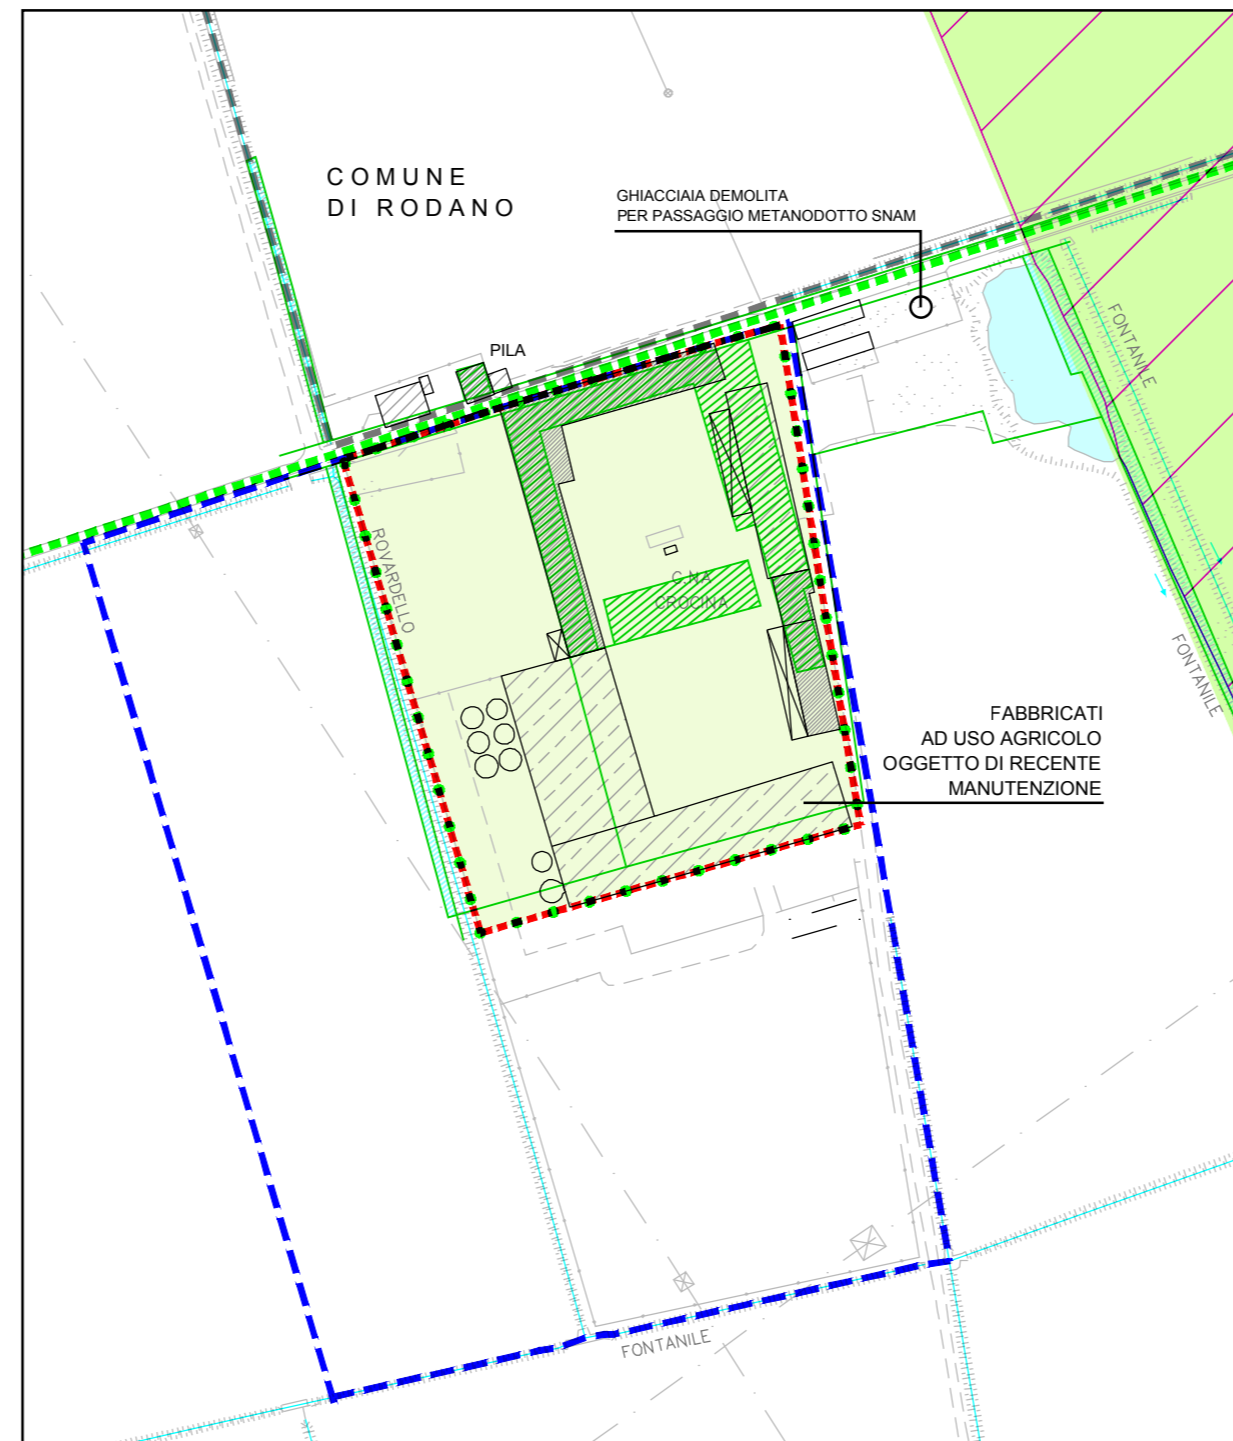 COMUNE
DI RODANO
GHIACCIAIA DEMOLITA
PER PASSAGGIO METANODOTTO SNAM
PILA
FONTANILE
ROVARDELLO
C.NA
CROCINA
FONTANILE
FABBRICATI
AD USO AGRICOLO
OGGETTO DI RECENTE
MANUTENZIONE
FONTANILE